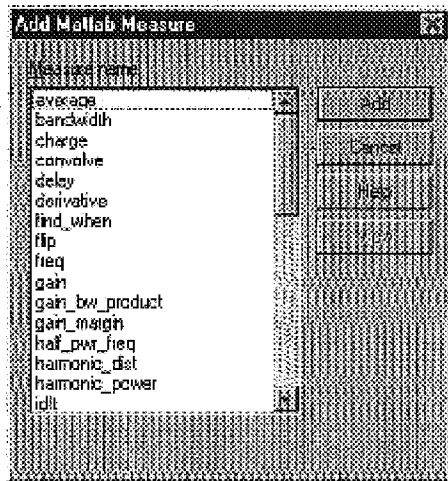 Add Matlab Measure
Measure name
average
bandwidth
charge
convolve
delay
derivative
find_when
flip
freq
gain
gain_bw_product
gain_margin
half_pwr_freq
harmonic_dist
harmonic_power
Add
Cancel
Help